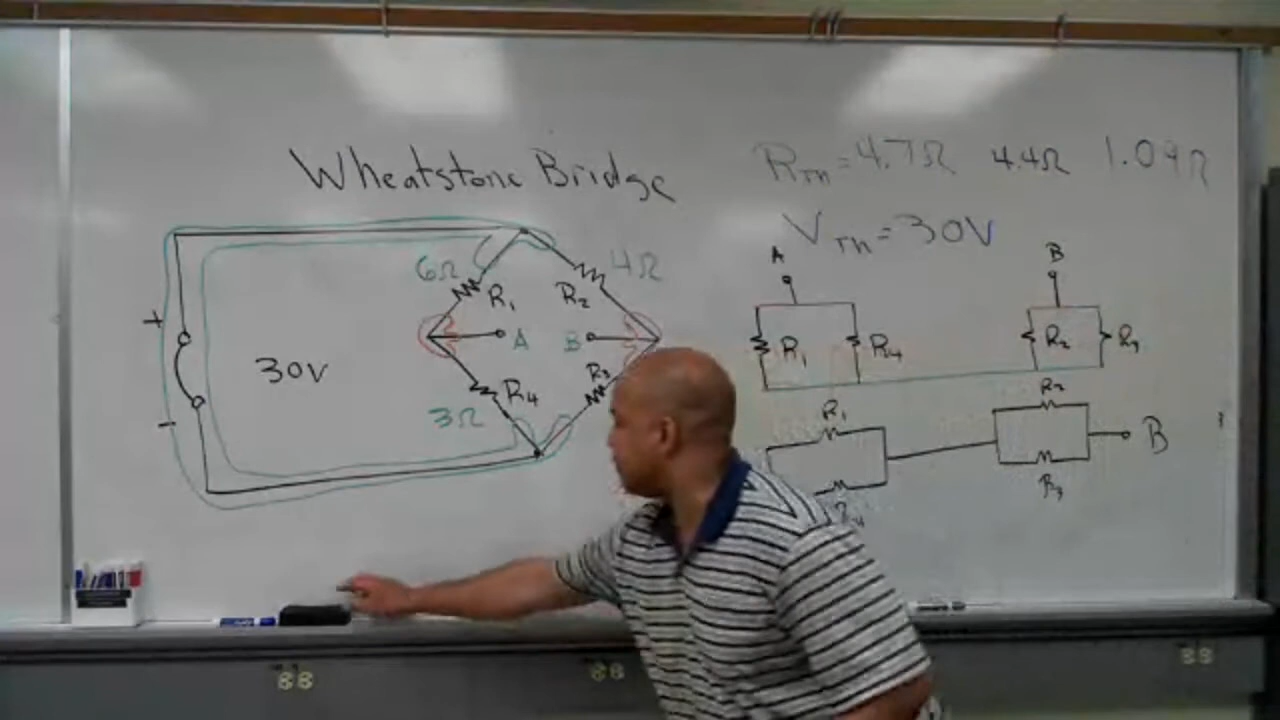 Wheatstone Bridge
RTH = 4.7Ω 4.4Ω 1.09Ω
VTH = 30V
6Ω 4Ω
R1 R2
A B
+
30V
R4 R3
3Ω
-
A B
R1 R4 R2 R3
R1 R2
B
R4 R3